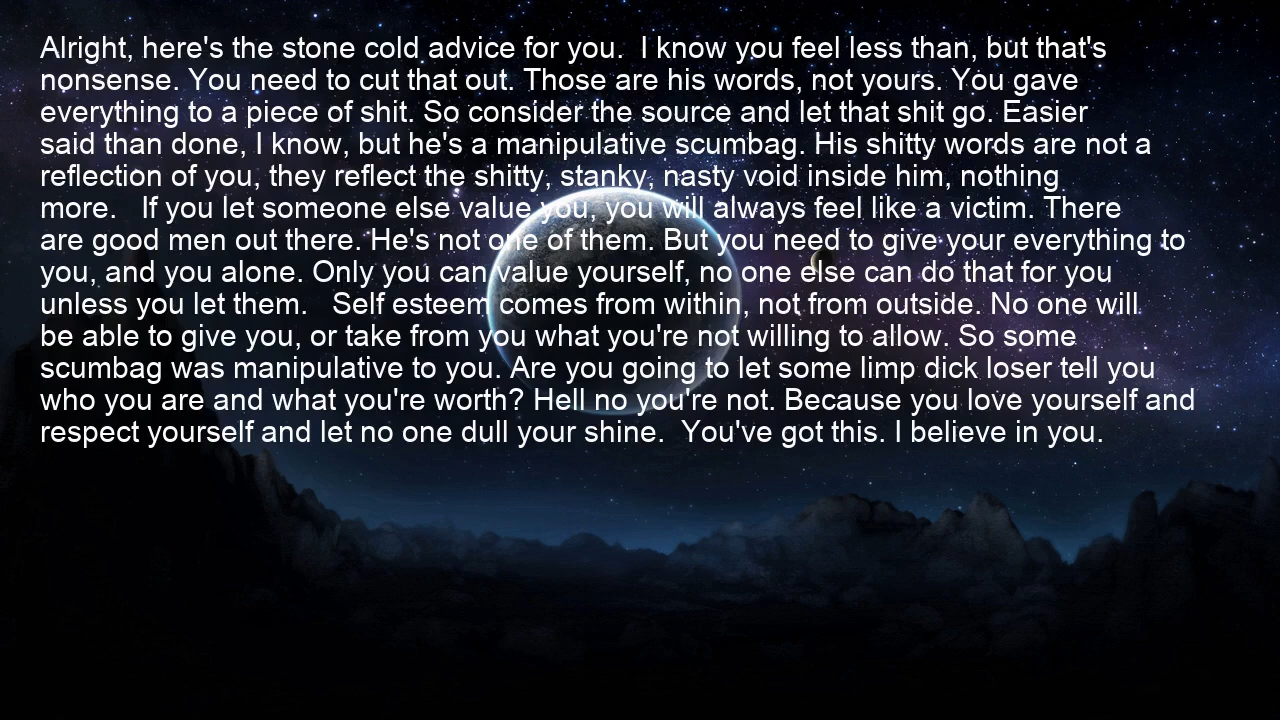 Alright, here's the stone cold advice for you.  I know you feel less than, but that's
nonsense. You need to cut that out. Those are his words, not yours. You gave
everything to a piece of shit. So consider the source and let that shit go. Easier
said than done, I know, but he's a manipulative scumbag. His shitty words are not a
reflection of you, they reflect the shitty, stanky, nasty void inside him, nothing
more.   If you let someone else value you, you will always feel like a victim. There
are good men out there. He's not one of them. But you need to give your everything to
you, and you alone. Only you can value yourself, no one else can do that for you
unless you let them.   Self esteem comes from within, not from outside. No one will
be able to give you, or take from you what you're not willing to allow. So some
scumbag was manipulative to you. Are you going to let some limp dick loser tell you
who you are and what you're worth? Hell no you're not. Because you love yourself and
respect yourself and let no one dull your shine.  You've got this. I believe in you.